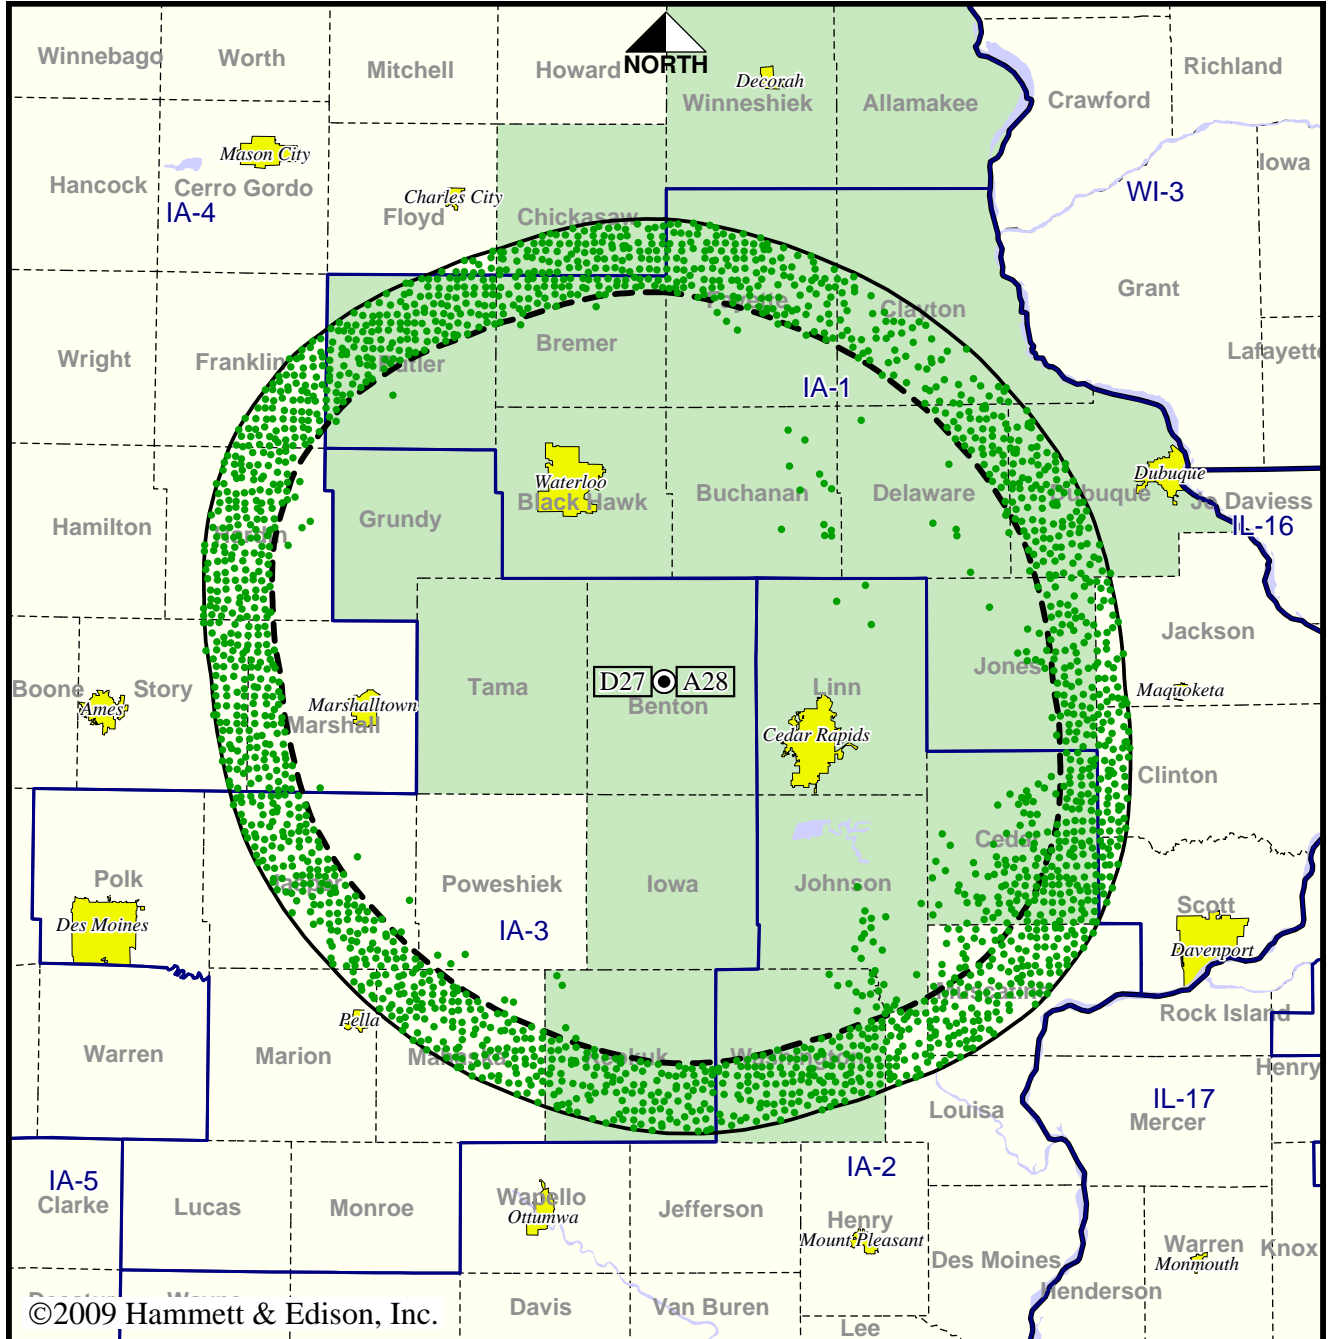 Winnebago
Worth
Mitchell
Howard
NORTH
Decorah
Winneshiek
Allamakee
Crawford
Richland
Mason City
Hancock
Cerro Gordo
IA-4
Charles City
Floyd
Chickasaw
WI-3
Iowa
Grant
Wright
Franklin
Butler
Bremer
Fayette
Clayton
Lafayette
IA-1
Hamilton
Hardin
Grundy
Waterloo
Black Hawk
Buchanan
Delaware
Dubuque
Dubuque
Jo Daviess
IL-16
Boone
Ames
Story
Marshalltown
Marshall
Tama
D27
A28
Benton
Linn
Cedar Rapids
Jones
Jackson
Maquoketa
Clinton
Polk
Des Moines
Jasper
Poweshiek
IA-3
Iowa
Johnson
Cedar
Scott
Davenport
Rock Island
Warren
Marion
Pella
Mahaska
Keokuk
Washington
Muscatine
Louisa
IL-17
Mercer
Henry
IA-5
Clarke
Lucas
Monroe
Wapello
Ottumwa
Jefferson
IA-2
Henry
Mount Pleasant
Des Moines
Henderson
Warren
Monmouth
Knox
Davis
Van Buren
Lee
©2009 Hammett & Edison, Inc.